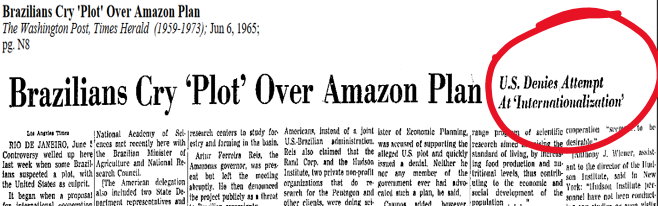 Brazilians Cry 'Plot' Over Amazon Plan
The Washington Post, Times Herald (1959-1973); Jun 6, 1965;
pg. N8
Brazilians Cry 'Plot' Over Amazon Plan
U.S. Denies Attempt
At 'Internationalization'
Los Angeles Times
RIO DE JANEIRO, June 5
Controversy welled up here
last week when some Brazil-
ians suspected a plot, with
the United States as culprit.
It began when a proposal
National Academy of Sci-
ences met recently here with
the Brazilian Minister of
Agriculture and National Re-
search Council.
[The American delegation
also included two State De-
partment representatives and
research centers to study for-
estry and farming in the basin.
Artur Ferreira Reis, the
Amazonas governor, was pres-
ent but left the meeting
abruptly. He then denounced
the project publicly as a threat
Americans, instead of a joint
U.S.-Brazilian administration.
Reis also claimed that the
Rand Corp. and the Hudson
Institute, two private non-profit
organizations that do re-
search for the Pentagon and
other clients, were doing sci-
ister of Economic Planning,
was accused of supporting the
alleged U.S. plot and quickly
issued a denial. Neither he
nor any member of the
government ever had advo-
cated such a plan, he said.
range program of scientific
research aimed at raising the
standard of living, by increas-
ing food production and nu-
tritional levels, thus contrib-
uting to the economic and
social development of the
population
cooperation
desirable."
Anthony J. Wiener, assist-
ant to the director of the Hud-
son Institute, said in New
York: "Hudson Institute per-
sonnel have not been conduct-